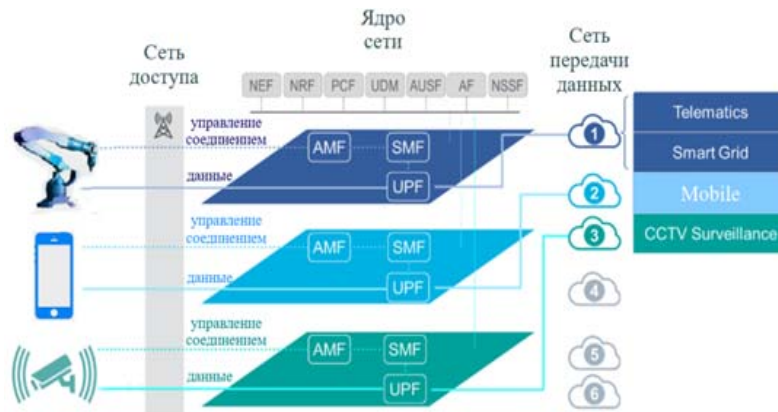 Ядро
сети
Сеть
доступа
Сеть
передачи
данных
NEF NRF PCF UDM AUSF AF NSSF
управление
соединением
AMF SMF
данные
UPF
1
Telematics
Smart Grid
2
Mobile
3
CCTV Surveillance
управление
соединением
AMF SMF
данные
UPF
4
управление
соединением
AMF SMF
5
данные
UPF
6